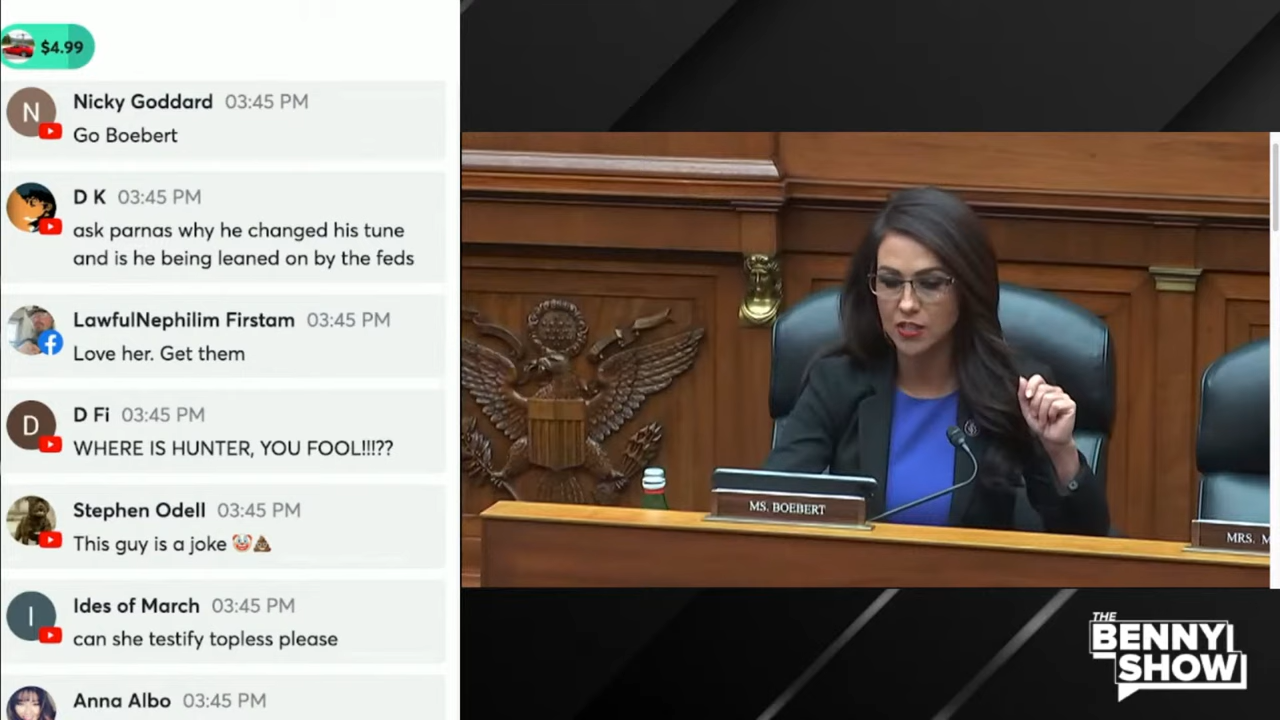 $4.99
Nicky Goddard 03:45 PM
Go Boebert
D K 03:45 PM
ask parnas why he changed his tune
and is he being leaned on by the feds
LawfulNephilim Firstam 03:45 PM
Love her. Get them
D Fi 03:45 PM
WHERE IS HUNTER, YOU FOOL!!!??
Stephen Odell 03:45 PM
This guy is a joke 🤡💩
Ides of March 03:45 PM
can she testify topless please
Anna Albo 03:45 PM
N
D
I
MS. BOEBERT
MRS. M
THE
BENNY
SHOW